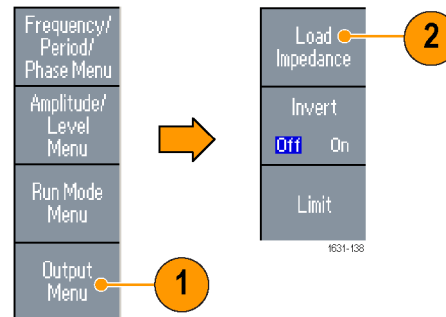 Frequency/
Period/
Phase Menu
Amplitude/
Level
Menu
Run Mode
Menu
Output
Menu
1
Load
Impedance
2
Invert
Off On
Limit
1631-138